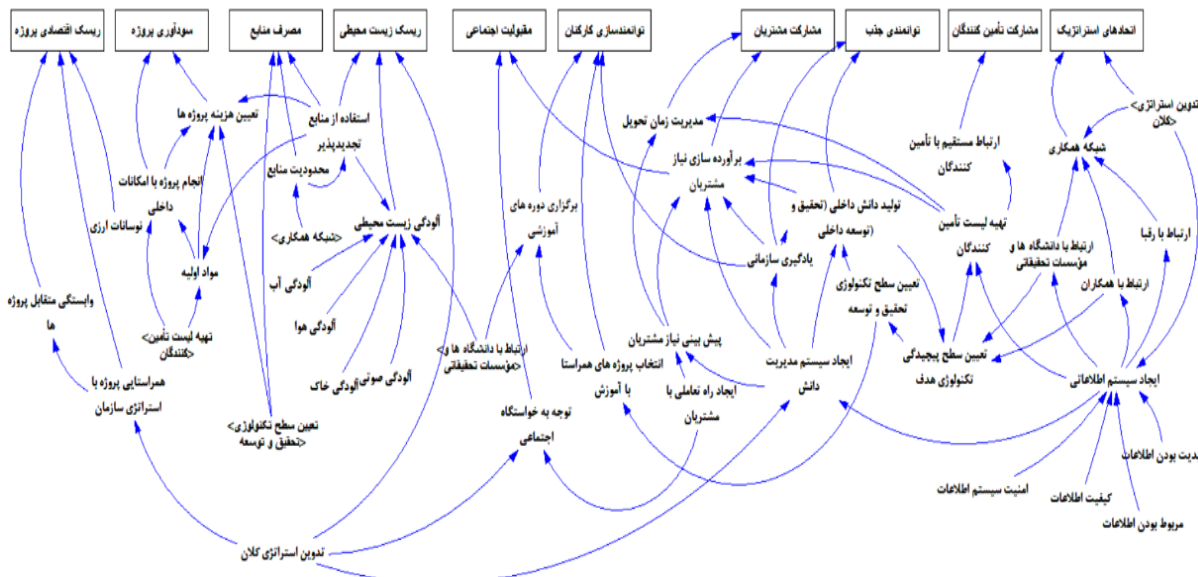 اتحادهای استراتژیک
مشارکت تأمین کنندگان
توانمندی جذب
مشارکت مشتریان
توانمندسازی کارکنان
مقبولیت اجتماعی
ریسک زیست محیطی
مصرف منابع
سودآوری پروژه
ریسک اقتصادی پروژه
تدوین استراتژی>
<کلان
شبکه همکاری
ارتباط مستقیم با تأمین
کنندگان
مدیریت زمان تحویل
برآورده سازی نیاز
مشتریان
استفاده از منابع
تجدیدپذیر
تعیین هزینه پروژه ها
محدودیت منابع
انجام پروژه با امکانات
داخلی
نوسانات ارزی
ارتباط با رقبا
ارتباط با دانشگاه ها و
مؤسسات تحقیقاتی
ارتباط با همکاران
تهیه لیست تأمین
کنندگان
تولید دانش داخلی (تحقیق و
توسعه داخلی)
یادگیری سازمانی
برگزاری دوره های
آموزشی
آلودگی زیست محیطی
<شبکه همکاری>
آلودگی آب
مواد اولیه
وابستگی متقابل پروژه
ها
تعیین سطح تکنولوژی
تحقیق و توسعه
آلودگی هوا
تهیه لیست تأمین>
<کنندگان
تعیین سطح پیچیدگی
تکنولوژی هدف
پیش بینی نیاز مشتریان
ارتباط با دانشگاه ها و>
<مؤسسات تحقیقاتی
ایجاد سیستم اطلاعاتی
ایجاد سیستم مدیریت
دانش
انتخاب پروژه های همراستا
با آموزش
آلودگی صوتی
آلودگی خاک
همراستایی پروژه با
استراتژی سازمان
ایجاد راه تعاملی با
مشتریان
توجه به خواستگاه
اجتماعی
تعیین سطح تکنولوژی>
<تحقیق و توسعه
بودن اطلاعات
امنیت سیستم اطلاعات
کیفیت اطلاعات
مربوط بودن اطلاعات
تدوین استراتژی کلان